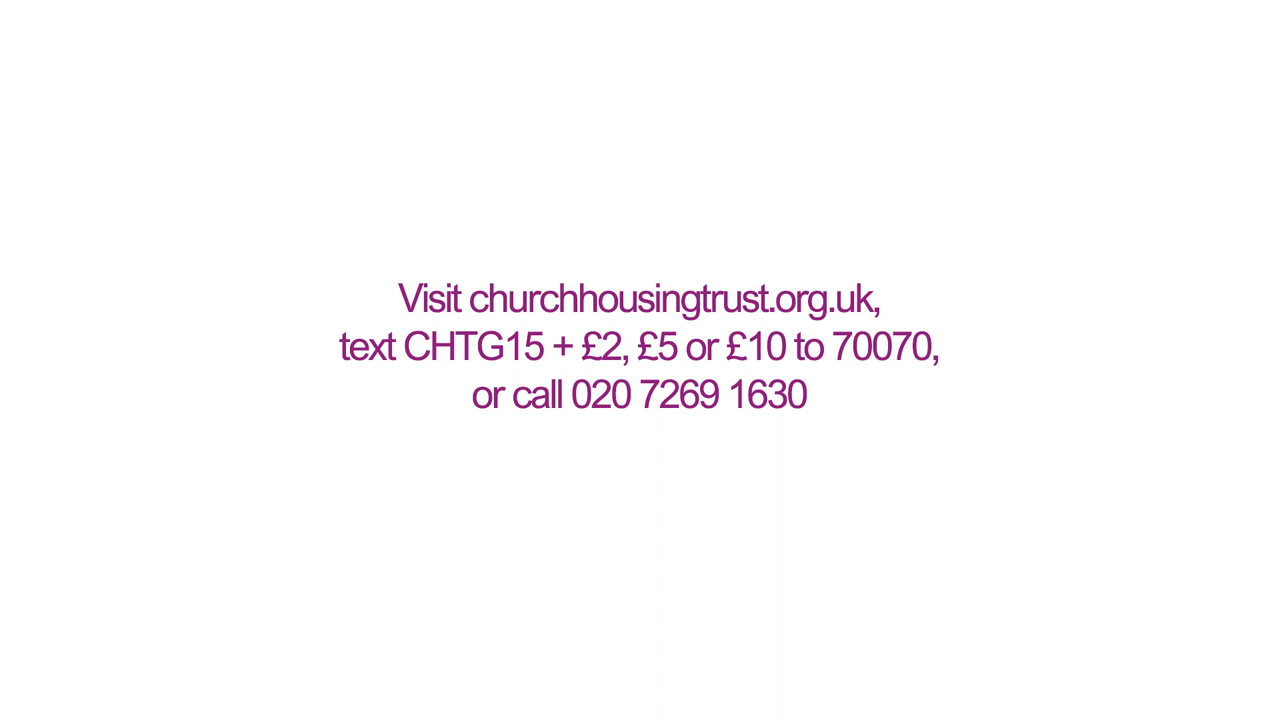 Visit churchhousingtrust.org.uk,
text CHTG15 + £2, £5 or £10 to 70070,
or call 020 7269 1630